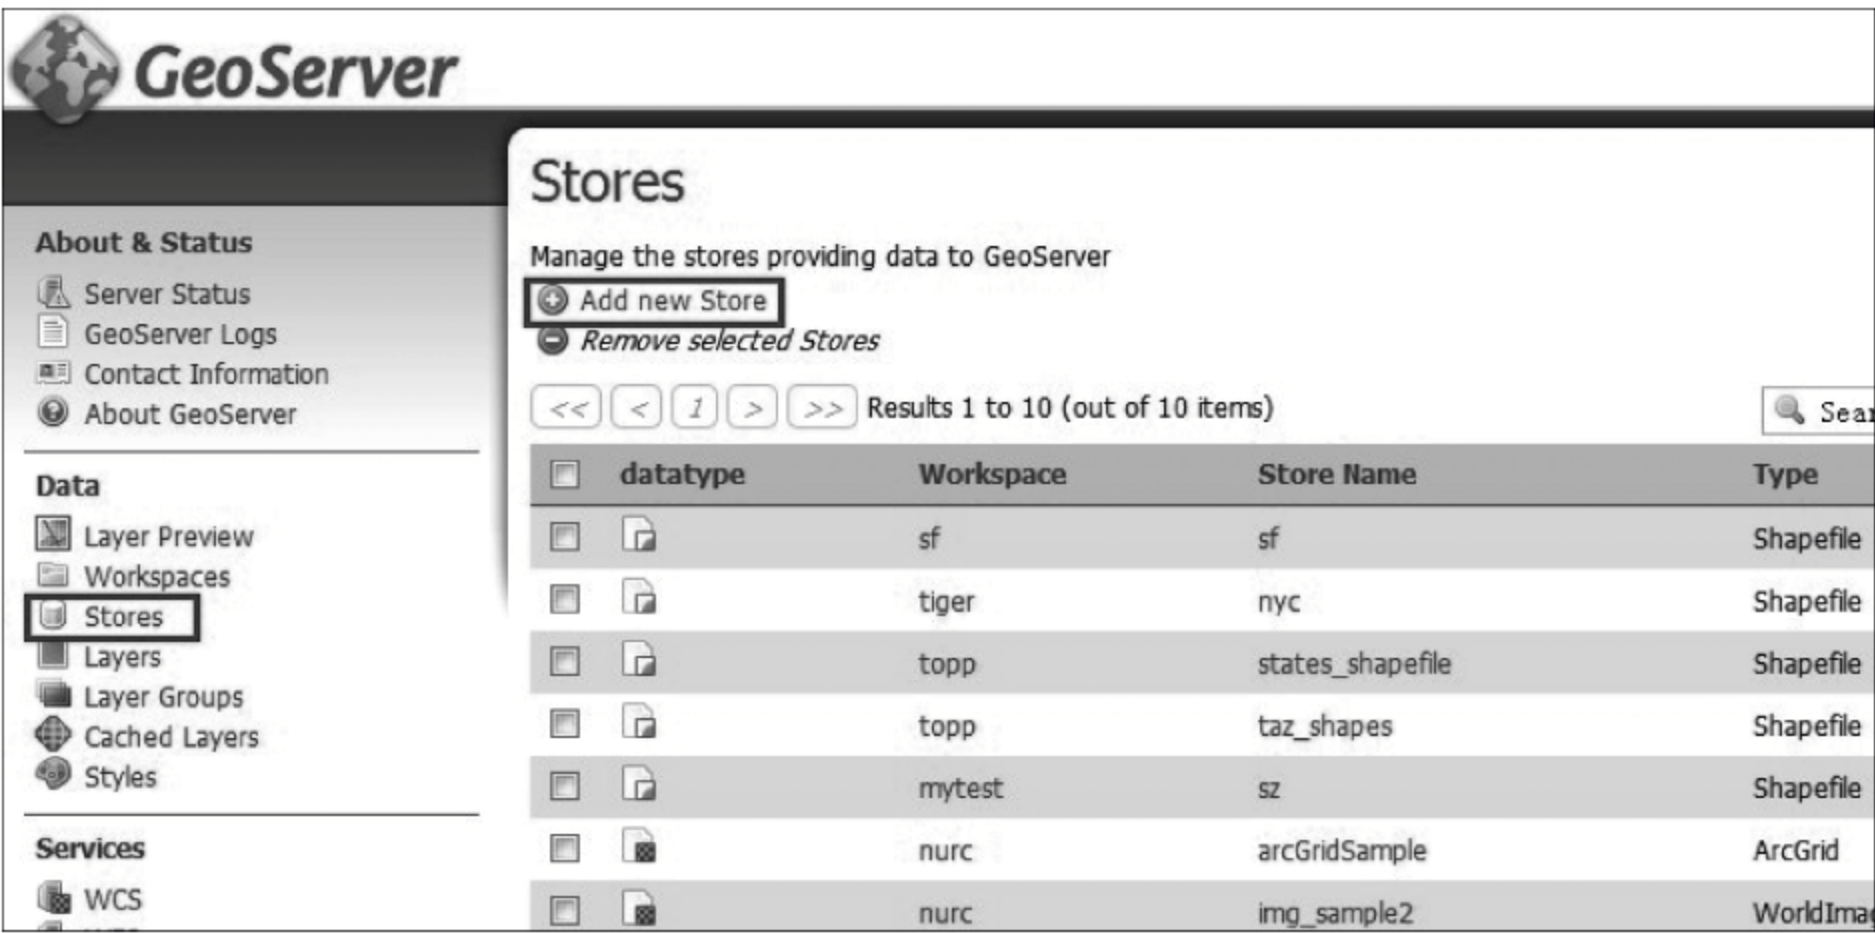 GeoServer
Stores
Manage the stores providing data to GeoServer
Add new Store
Remove selected Stores
<< < 1 > >> Results 1 to 10 (out of 10 items)
datatype Workspace Store Name Type
sf sf Shapefile
tiger nyc Shapefile
topp states_shapefile Shapefile
topp taz_shapes Shapefile
mytest sz Shapefile
nurc arcGridSample ArcGrid
nurc img_sample2
About & Status
Server Status
GeoServer Logs
Contact Information
About GeoServer
Data
Layer Preview
Workspaces
Stores
Layers
Layer Groups
Cached Layers
Styles
Services
WCS